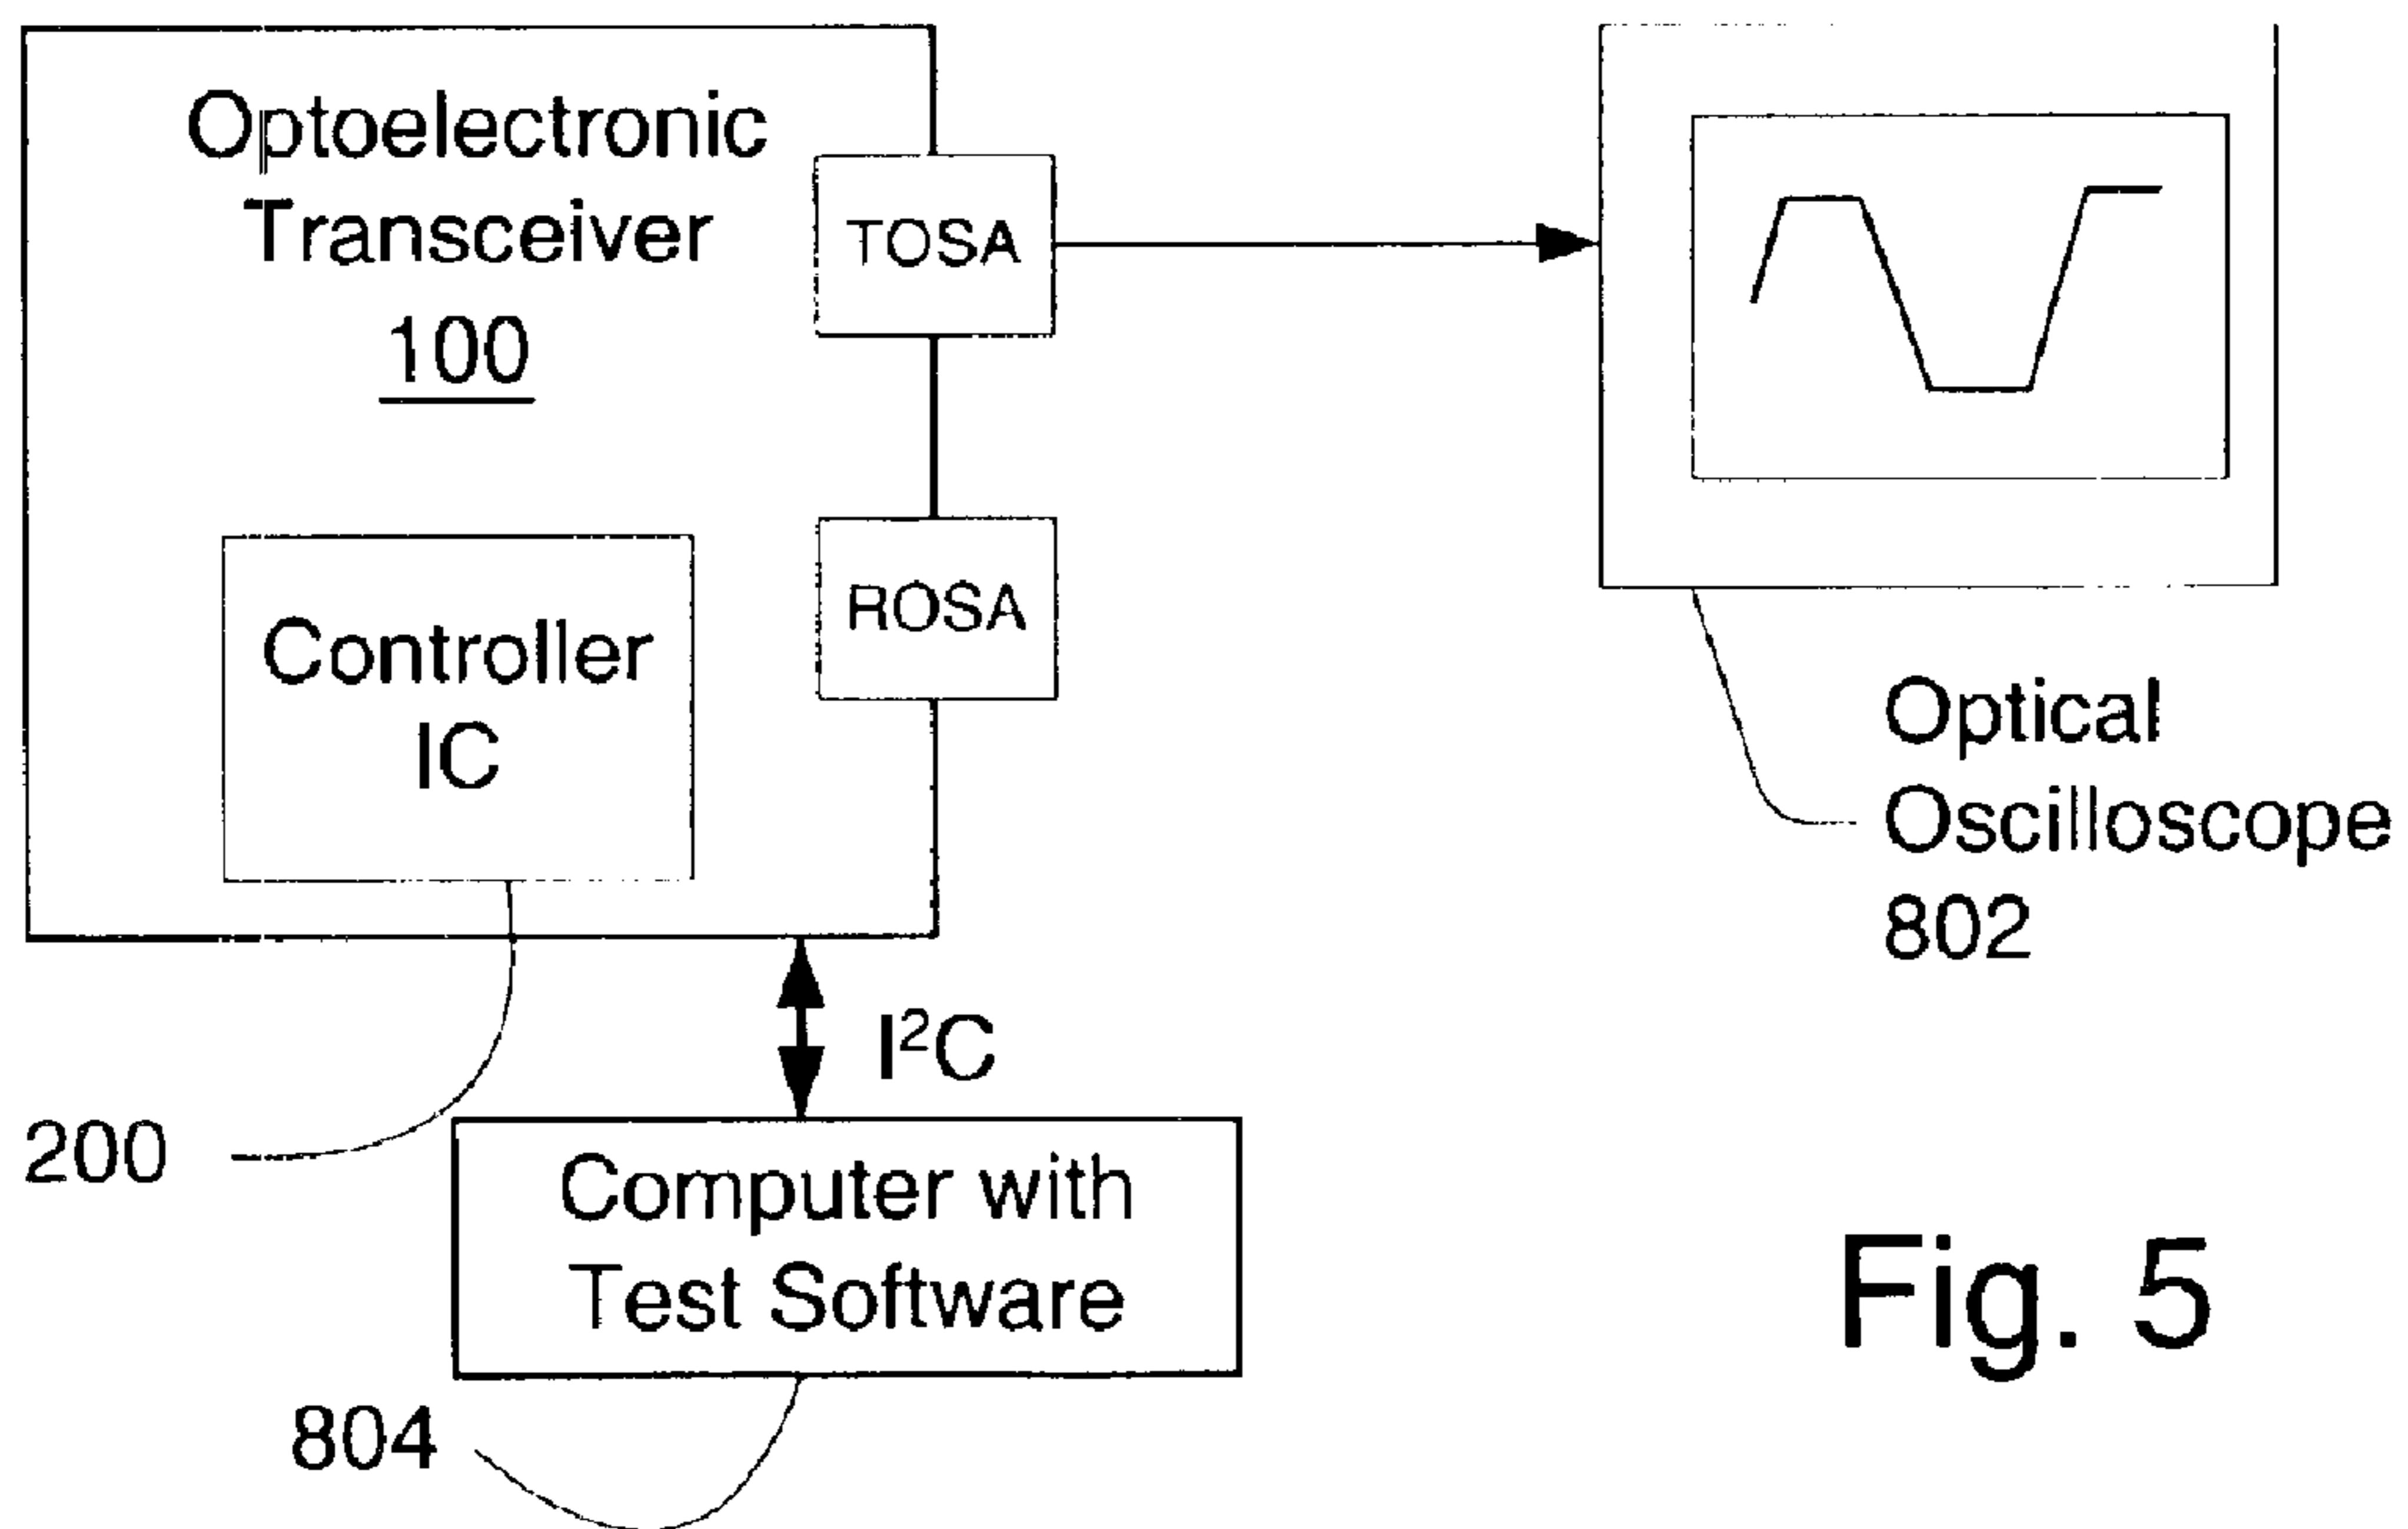 Optoelectronic
Transceiver
100
TOSA
ROSA
Controller
IC
Optical
Oscilloscope
802
I²C
200
Computer with
Test Software
804
Fig. 5